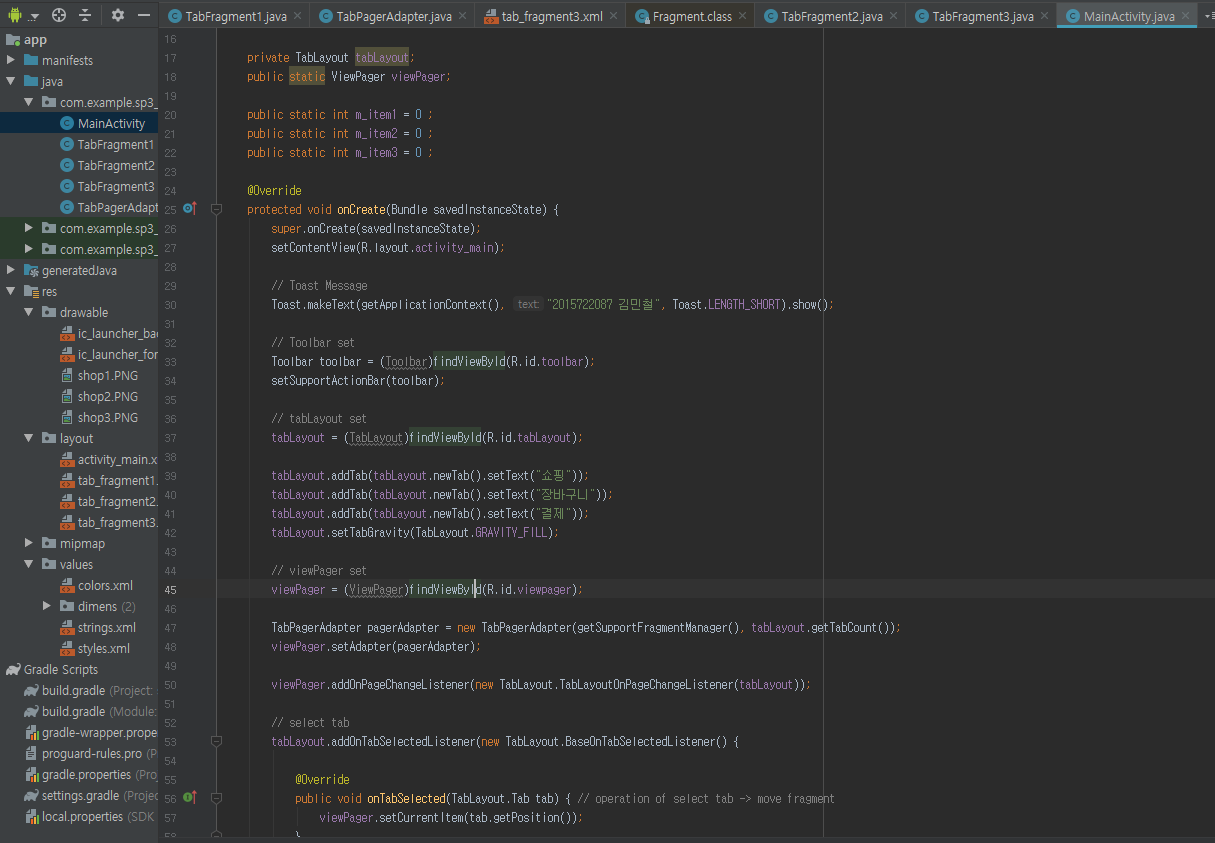 TabFragment1.java
TabPagerAdapter.java
tab_fragment3.xml
Fragment.class
TabFragment2.java
TabFragment3.java
MainActivity.java
app
manifests
java
com.example.sp3_
MainActivity
TabFragment1
TabFragment2
TabFragment3
TabPagerAdapt
com.example.sp3_
com.example.sp3_
generatedJava
res
drawable
ic_launcher_bac
ic_launcher_for
shop1.PNG
shop2.PNG
shop3.PNG
layout
activity_main.x
tab_fragment1.
tab_fragment2.
tab_fragment3.
mipmap
values
colors.xml
dimens (2)
strings.xml
styles.xml
Gradle Scripts
build.gradle (Project:
build.gradle (Module:
gradle-wrapper.prope
proguard-rules.pro (P
gradle.properties (Proj
settings.gradle (Projec
local.properties (SDK
16
17 private TabLayout tabLayout;
18 public static ViewPager viewPager;
19
20 public static int m_item1 = 0 ;
21 public static int m_item2 = 0 ;
22 public static int m_item3 = 0 ;
23
24 @Override
25 protected void onCreate(Bundle savedInstanceState) {
26 super.onCreate(savedInstanceState);
27 setContentView(R.layout.activity_main);
28
29 // Toast Message
30 Toast.makeText(getApplicationContext(), text: "2015722087 김민철", Toast.LENGTH_SHORT).show();
31
32 // Toolbar set
33 Toolbar toolbar = (Toolbar)findViewById(R.id.toolbar);
34 setSupportActionBar(toolbar);
35
36 // tabLayout set
37 tabLayout = (TabLayout)findViewById(R.id.tabLayout);
38
39 tabLayout.addTab(tabLayout.newTab().setText("쇼핑"));
40 tabLayout.addTab(tabLayout.newTab().setText("장바구니"));
41 tabLayout.addTab(tabLayout.newTab().setText("결제"));
42 tabLayout.setTabGravity(TabLayout.GRAVITY_FILL);
43
44 // viewPager set
45 viewPager = (ViewPager)findViewById(R.id.viewpager);
46
47 TabPagerAdapter pagerAdapter = new TabPagerAdapter(getSupportFragmentManager(), tabLayout.getTabCount());
48 viewPager.setAdapter(pagerAdapter);
49
50 viewPager.addOnPageChangeListener(new TabLayout.TabLayoutOnPageChangeListener(tabLayout));
51
52 // select tab
53 tabLayout.addOnTabSelectedListener(new TabLayout.BaseOnTabSelectedListener() {
54
55 @Override
56 public void onTabSelected(TabLayout.Tab tab) { // operation of select tab -> move fragment
57 viewPager.setCurrentItem(tab.getPosition());
58 }